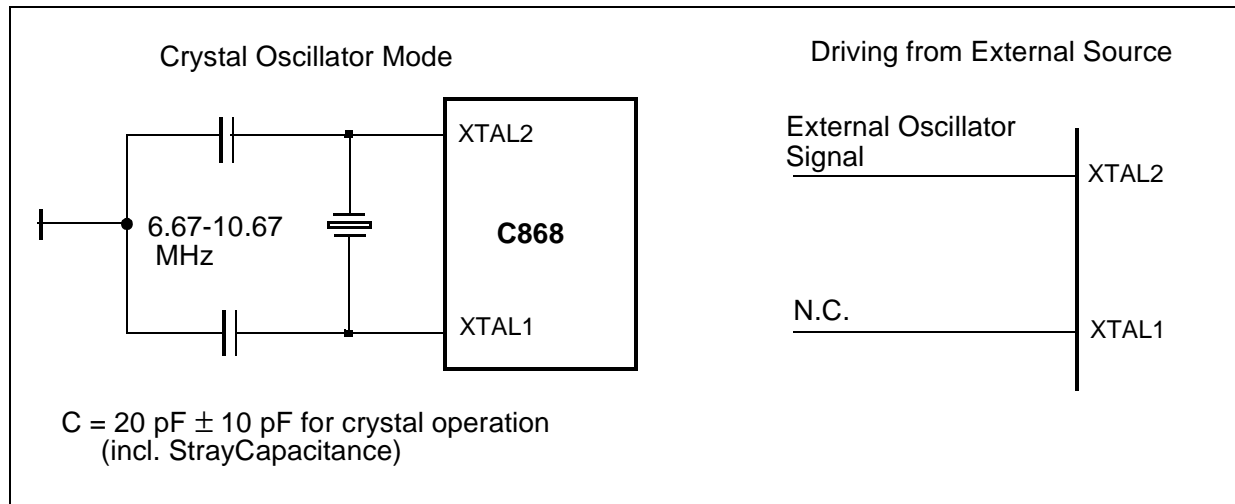 Crystal Oscillator Mode
XTAL2
6.67-10.67
MHz
C868
XTAL1
C = 20 pF ± 10 pF for crystal operation
(incl. StrayCapacitance)
Driving from External Source
External Oscillator
Signal
XTAL2
N.C.
XTAL1